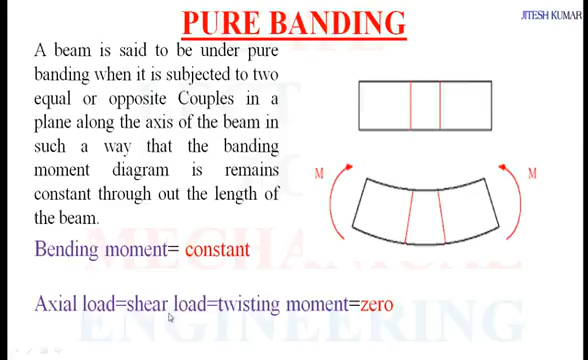 PURE BANDING
JITESH KUMAR
A beam is said to be under pure
banding when it is subjected to two
equal or opposite Couples in a
plane along the axis of the beam in
such a way that the banding
moment diagram is remains
constant through out the length of
the beam.
M
M
Bending moment= constant
Axial load=shear load=twisting moment=zero
MECHANICAL
ENGINEERING